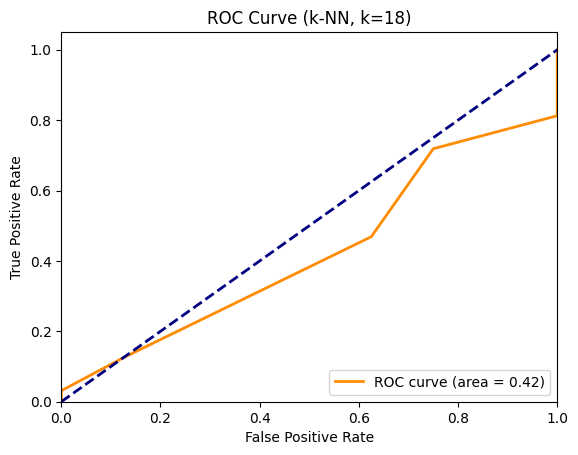 ROC Curve (k-NN, k=18)
True Positive Rate
1.0
0.8
0.6
0.4
0.2
0.0
ROC curve (area = 0.42)
0.0 0.2 0.4 0.6 0.8 1.0
False Positive Rate